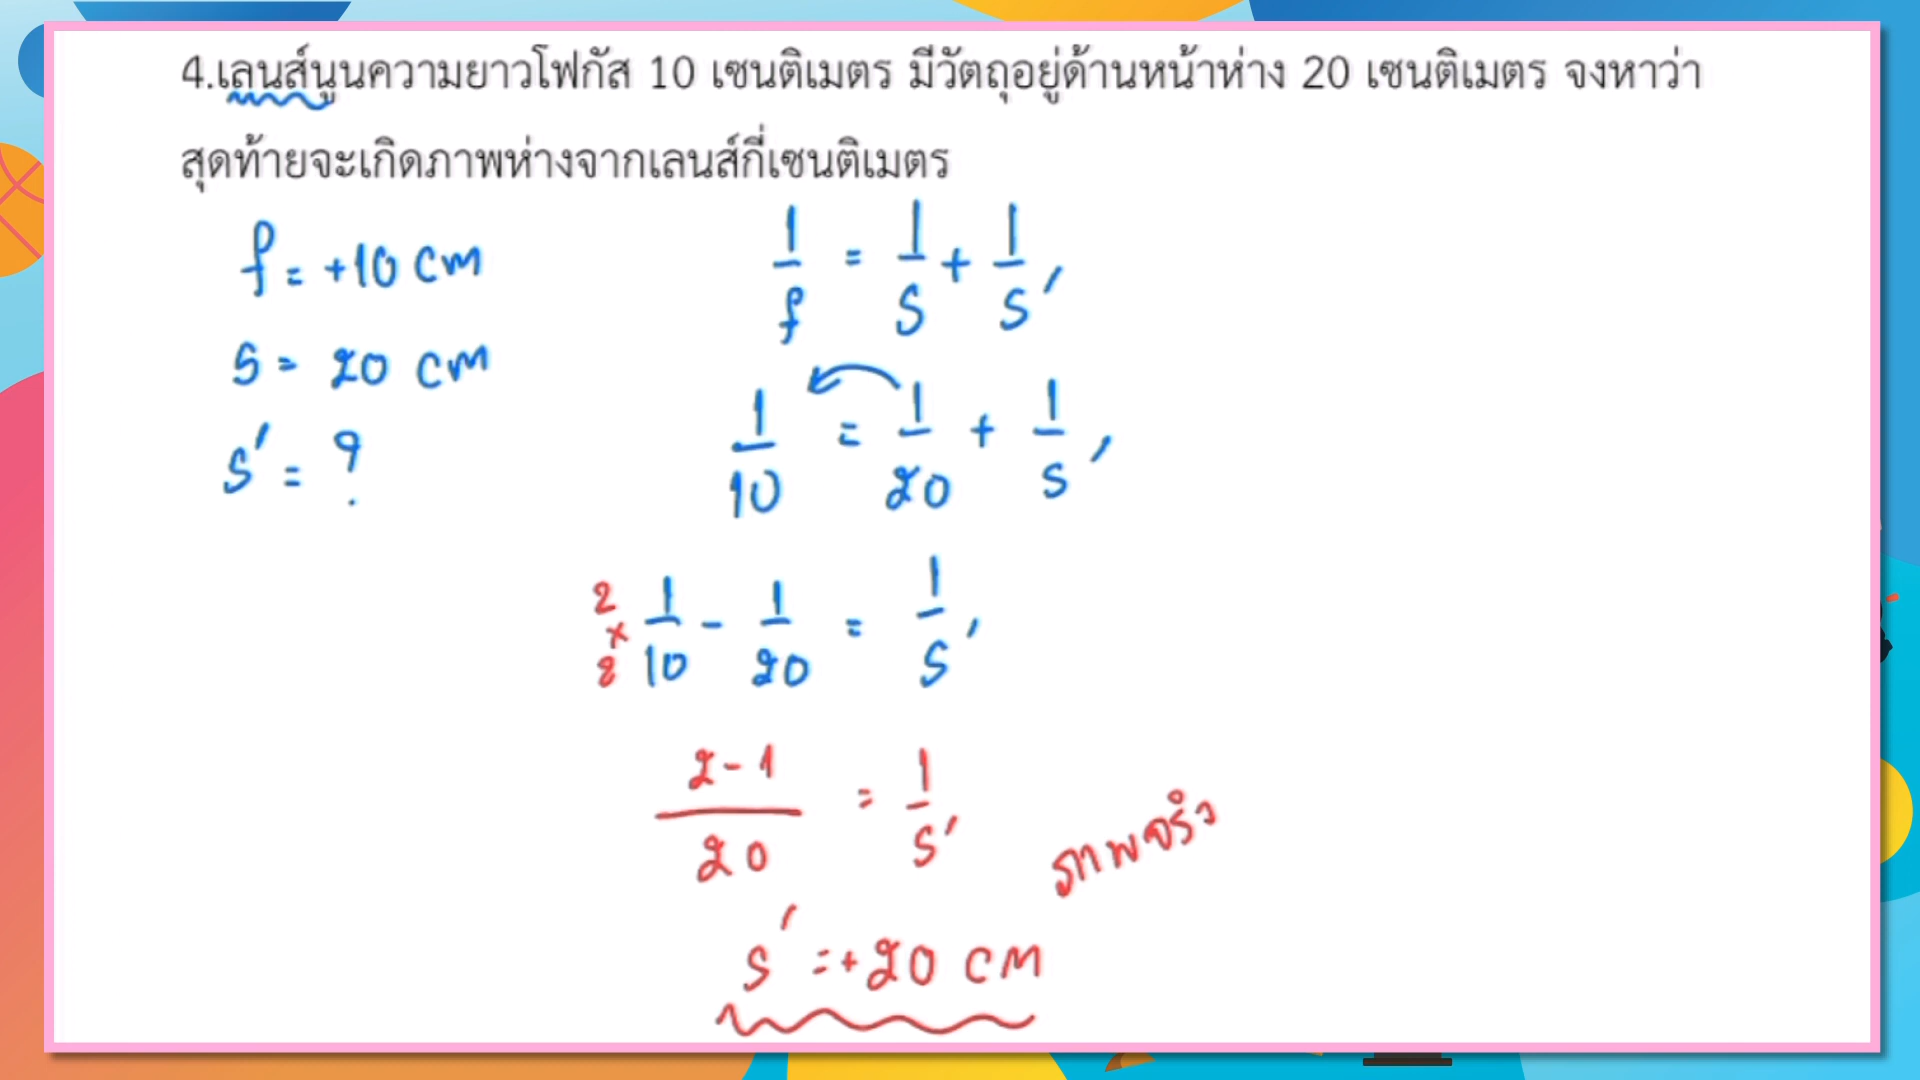 4.เลนส์นูนความยาวโฟกัส 10 เซนติเมตร มีวัตถุอยู่ด้านหน้าห่าง 20 เซนติเมตร จงหาว่า
สุดท้ายจะเกิดภาพห่างจากเลนส์กี่เซนติเมตร
f = +10 cm
s = 20 cm
s' = ?
1/f = 1/s + 1/s'
1/10 = 1/20 + 1/s'
2/2 × 1/10 - 1/20 = 1/s'
(2-1)/20 = 1/s'
ภาพจริง
s' = +20 cm